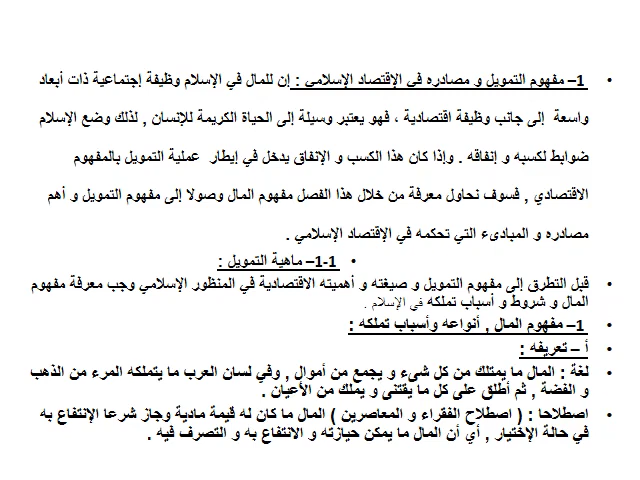 1– مفهوم التمويل و مصادره في الإقتصاد الإسلامي : إن للمال في الإسلام وظيفة إجتماعية ذات أبعاد
واسعة إلى جانب وظيفة اقتصادية ، فهو يعتبر وسيلة إلى الحياة الكريمة للإنسان , لذلك وضع الإسلام
ضوابط لكسبه و إنفاقه . وإذا كان هذا الكسب و الإنفاق يدخل في إيطار عملية التمويل بالمفهوم
الاقتصادي , فسوف نحاول معرفة من خلال هذا الفصل مفهوم المال وصولا إلى مفهوم التمويل و أهم
مصادره و المبادىء التي تحكمه في الإقتصاد الإسلامي .
1-1– ماهية التمويل :
قبل التطرق إلى مفهوم التمويل و صيغته و أهميته الاقتصادية في المنظور الإسلامي وجب معرفة مفهوم
المال و شروط و أسباب تملكه في الإسلام .
1– مفهوم المال , أنواعه وأسباب تملكه :
أ – تعريفه :
لغة : المال ما يمتلك من كل شىء و يجمع من أموال , وفي لسان العرب ما يتملكه المرء من الذهب
و الفضة , ثم أطلق على كل ما يقتنى و يملك من الأعيان .
اصطلاحا : ( اصطلاح الفقراء و المعاصرين ) المال ما كان له قيمة مادية وجاز شرعا الإنتفاع به
في حالة الإختيار , أي أن المال ما يمكن حيازته و الانتفاع به و التصرف فيه .